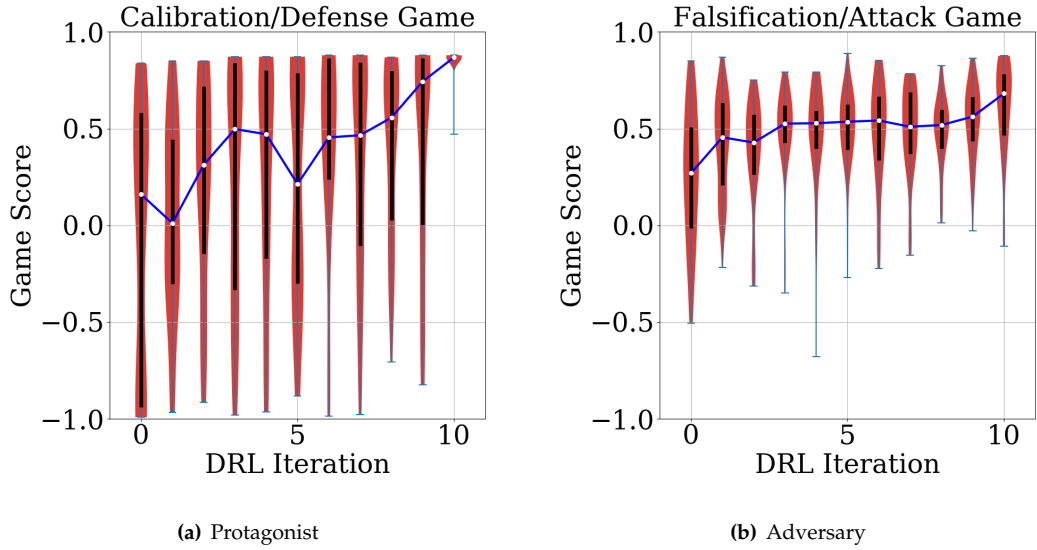 Calibration/Defense Game
1.0
0.5
0.0
−0.5
−1.0
Game Score
0
5
10
DRL Iteration
(a) Protagonist
Falsification/Attack Game
1.0
0.5
0.0
−0.5
−1.0
Game Score
0
5
10
DRL Iteration
(b) Adversary